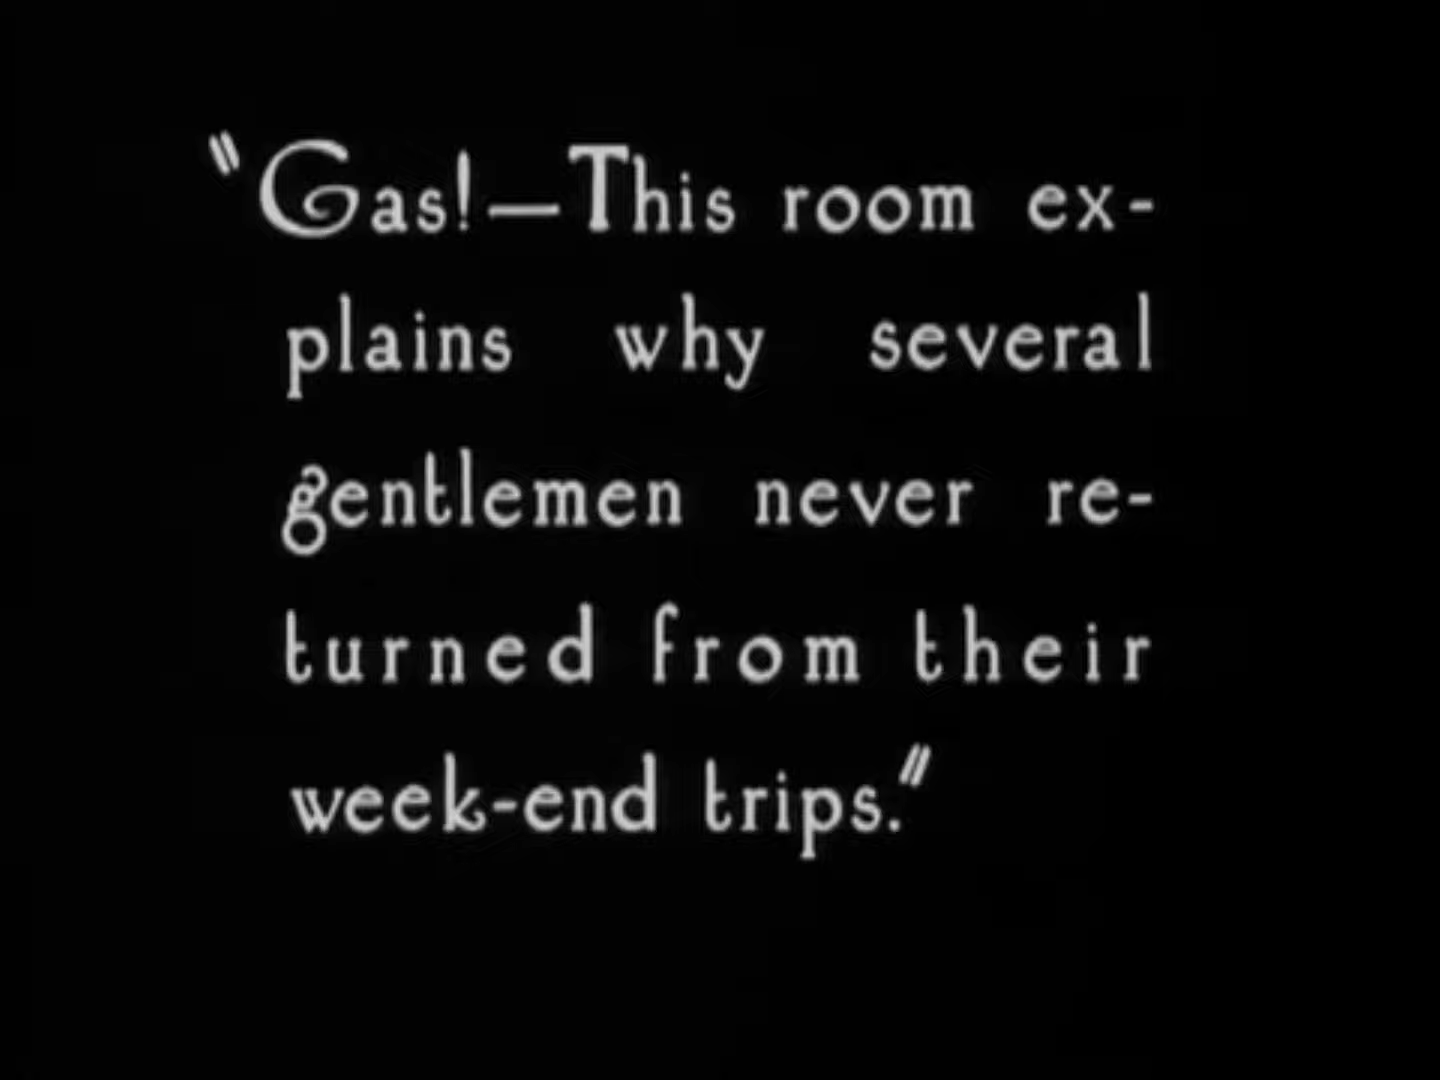 "Gas!—This room ex-
plains why several
gentlemen never re-
turned from their
week-end trips."